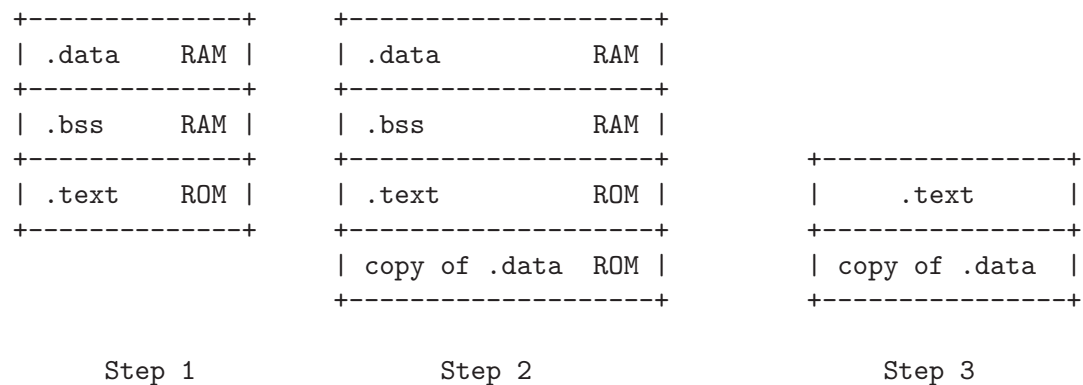 +--------------+     +--------------------+
| .data    RAM |     | .data          RAM |
+--------------+     +--------------------+
| .bss     RAM |     | .bss           RAM |
+--------------+     +--------------------+         +----------------+
| .text    ROM |     | .text          ROM |         |     .text      |
+--------------+     +--------------------+         +----------------+
                     | copy of .data  ROM |         | copy of .data  |
                     +--------------------+         +----------------+
      Step 1                Step 2                       Step 3